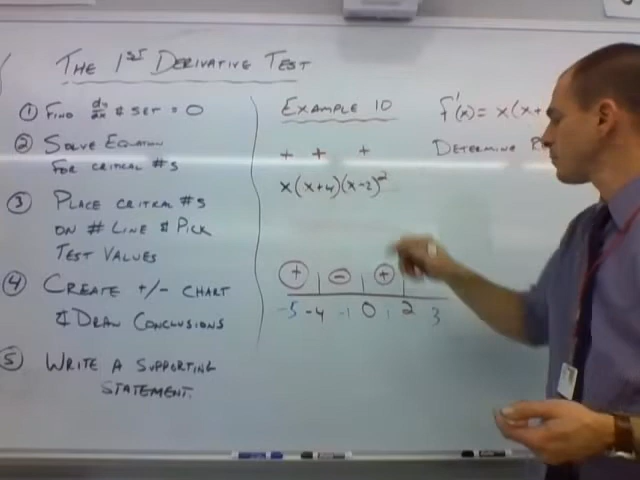 THE 1ST DERIVATIVE TEST
① FIND dy/dx & SET = 0
② SOLVE EQUATION
FOR CRITICAL #S
③ PLACE CRITICAL #S
ON # LINE & PICK
TEST VALUES
④ CREATE +/- CHART
& DRAW CONCLUSIONS
⑤ WRITE A SUPPORTING
STATEMENT.
EXAMPLE 10
+ + +
x(x+4)(x-2)²
+ - +
-5 -4 -1 0 1 2 3
f'(x) = x(x+
DETERMINE